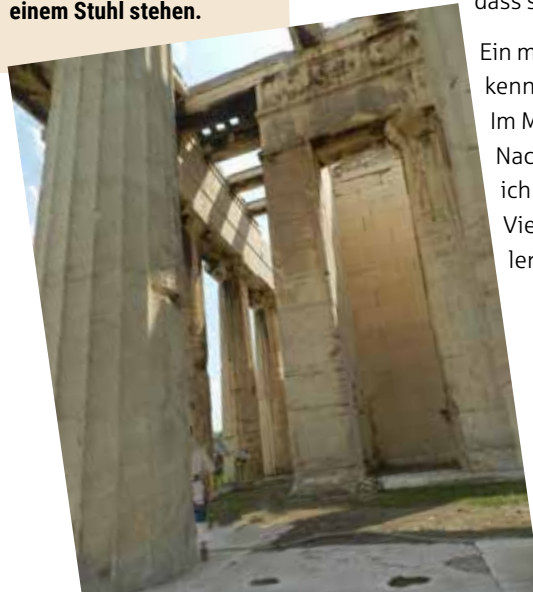 einem Stuhl stehen.
dass s
Ein m
kenn
Im M
Nac
ich
Vie
ler